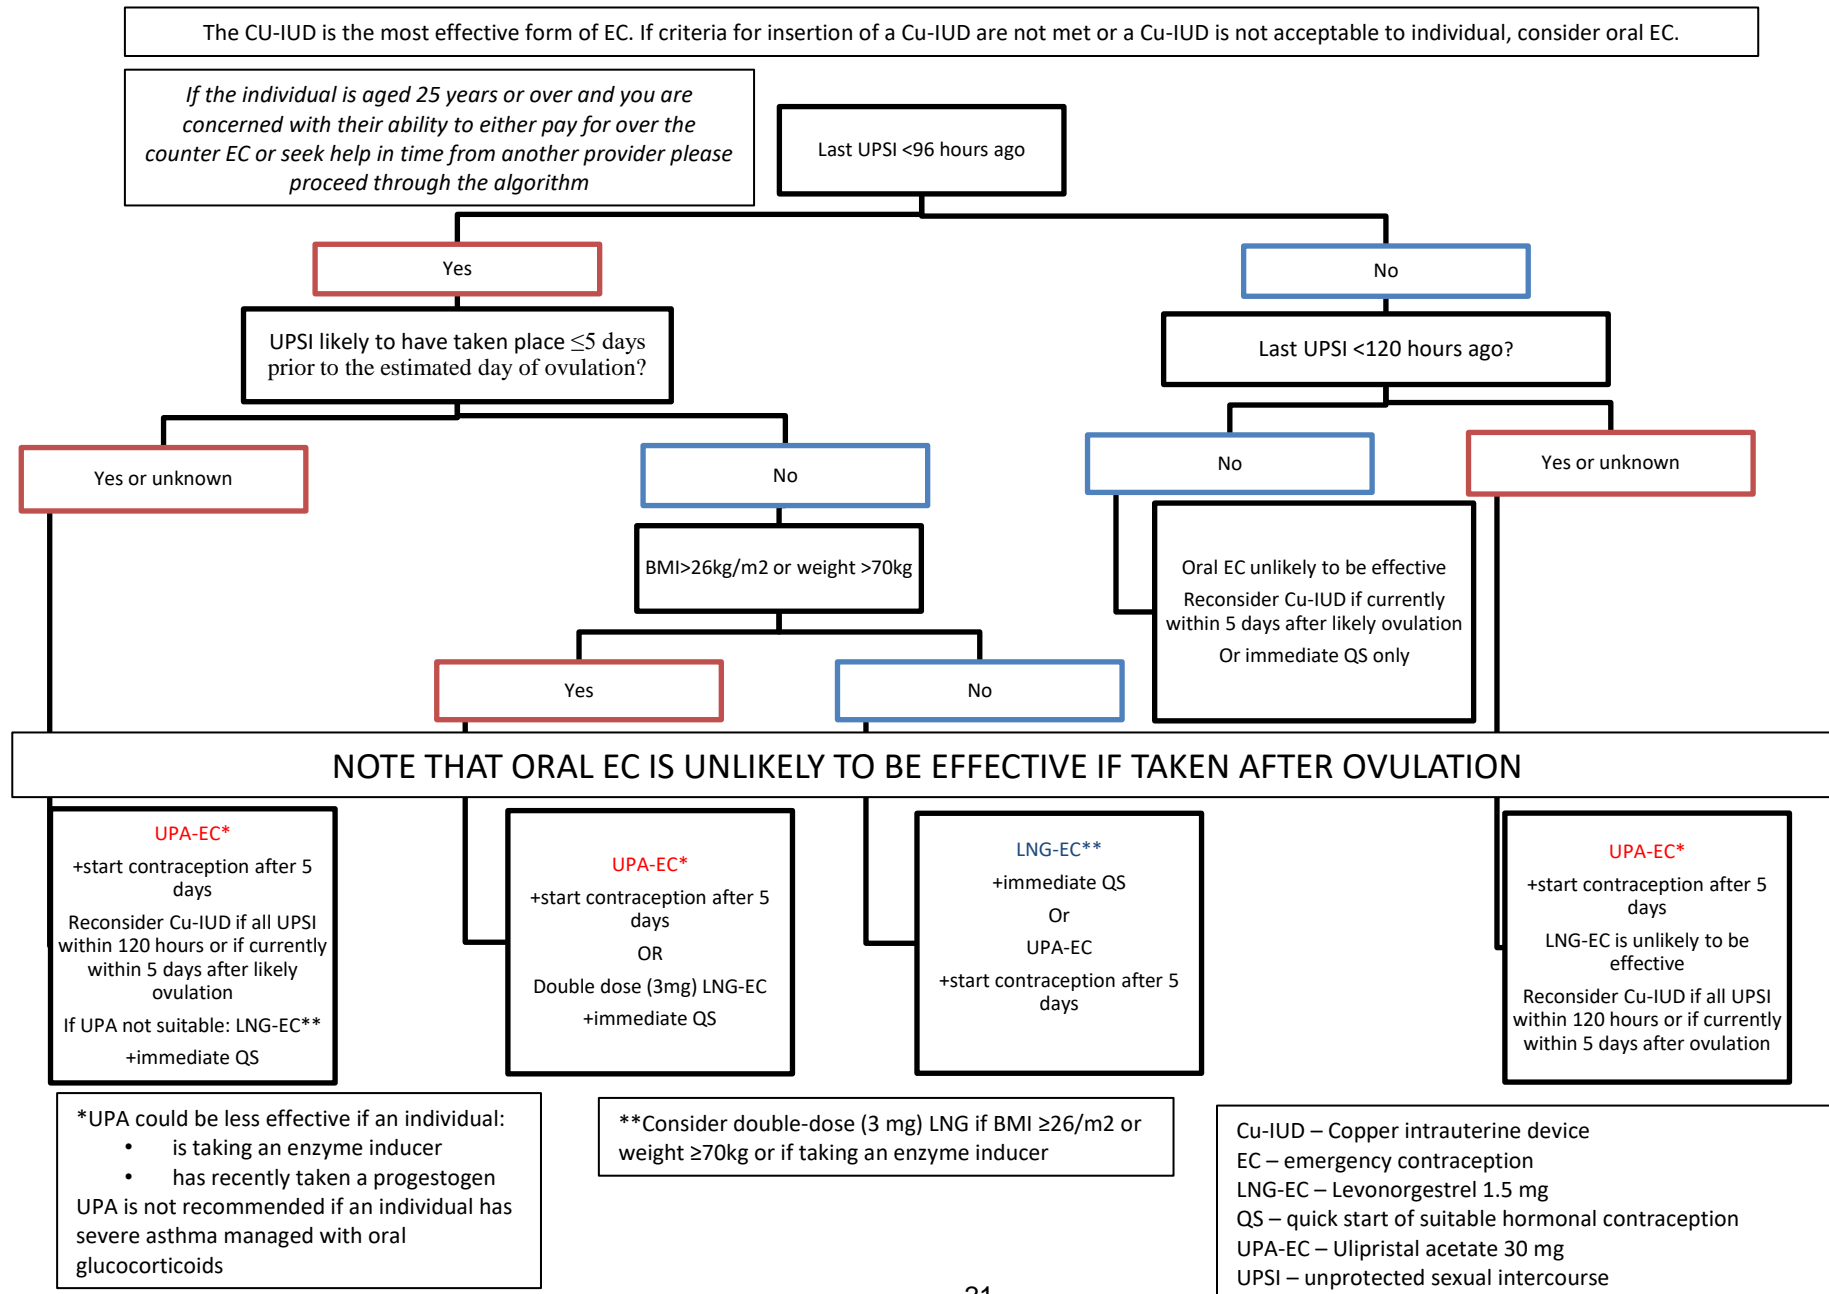 The CU-IUD is the most effective form of EC. If criteria for insertion of a Cu-IUD are not met or a Cu-IUD is not acceptable to individual, consider oral EC.
If the individual is aged 25 years or over and you are
concerned with their ability to either pay for over the
counter EC or seek help in time from another provider please
proceed through the algorithm
Last UPSI <96 hours ago
Yes
No
UPSI likely to have taken place ≤5 days
prior to the estimated day of ovulation?
Last UPSI <120 hours ago?
Yes or unknown
No
No
Yes or unknown
BMI>26kg/m2 or weight >70kg
Oral EC unlikely to be effective
Reconsider Cu-IUD if currently
within 5 days after likely ovulation
Or immediate QS only
Yes
No
NOTE THAT ORAL EC IS UNLIKELY TO BE EFFECTIVE IF TAKEN AFTER OVULATION
UPA-EC*
+start contraception after 5
days
Reconsider Cu-IUD if all UPSI
within 120 hours or if currently
within 5 days after likely
ovulation
If UPA not suitable: LNG-EC**
+immediate QS
UPA-EC*
+start contraception after 5
days
OR
Double dose (3mg) LNG-EC
+immediate QS
LNG-EC**
+immediate QS
Or
UPA-EC
+start contraception after 5
days
UPA-EC*
+start contraception after 5
days
LNG-EC is unlikely to be
effective
Reconsider Cu-IUD if all UPSI
within 120 hours or if currently
within 5 days after ovulation
*UPA could be less effective if an individual:
• is taking an enzyme inducer
• has recently taken a progestogen
UPA is not recommended if an individual has
severe asthma managed with oral
glucocorticoids
**Consider double-dose (3 mg) LNG if BMI ≥26/m2 or
weight ≥70kg or if taking an enzyme inducer
Cu-IUD – Copper intrauterine device
EC – emergency contraception
LNG-EC – Levonorgestrel 1.5 mg
QS – quick start of suitable hormonal contraception
UPA-EC – Ulipristal acetate 30 mg
UPSI – unprotected sexual intercourse
21